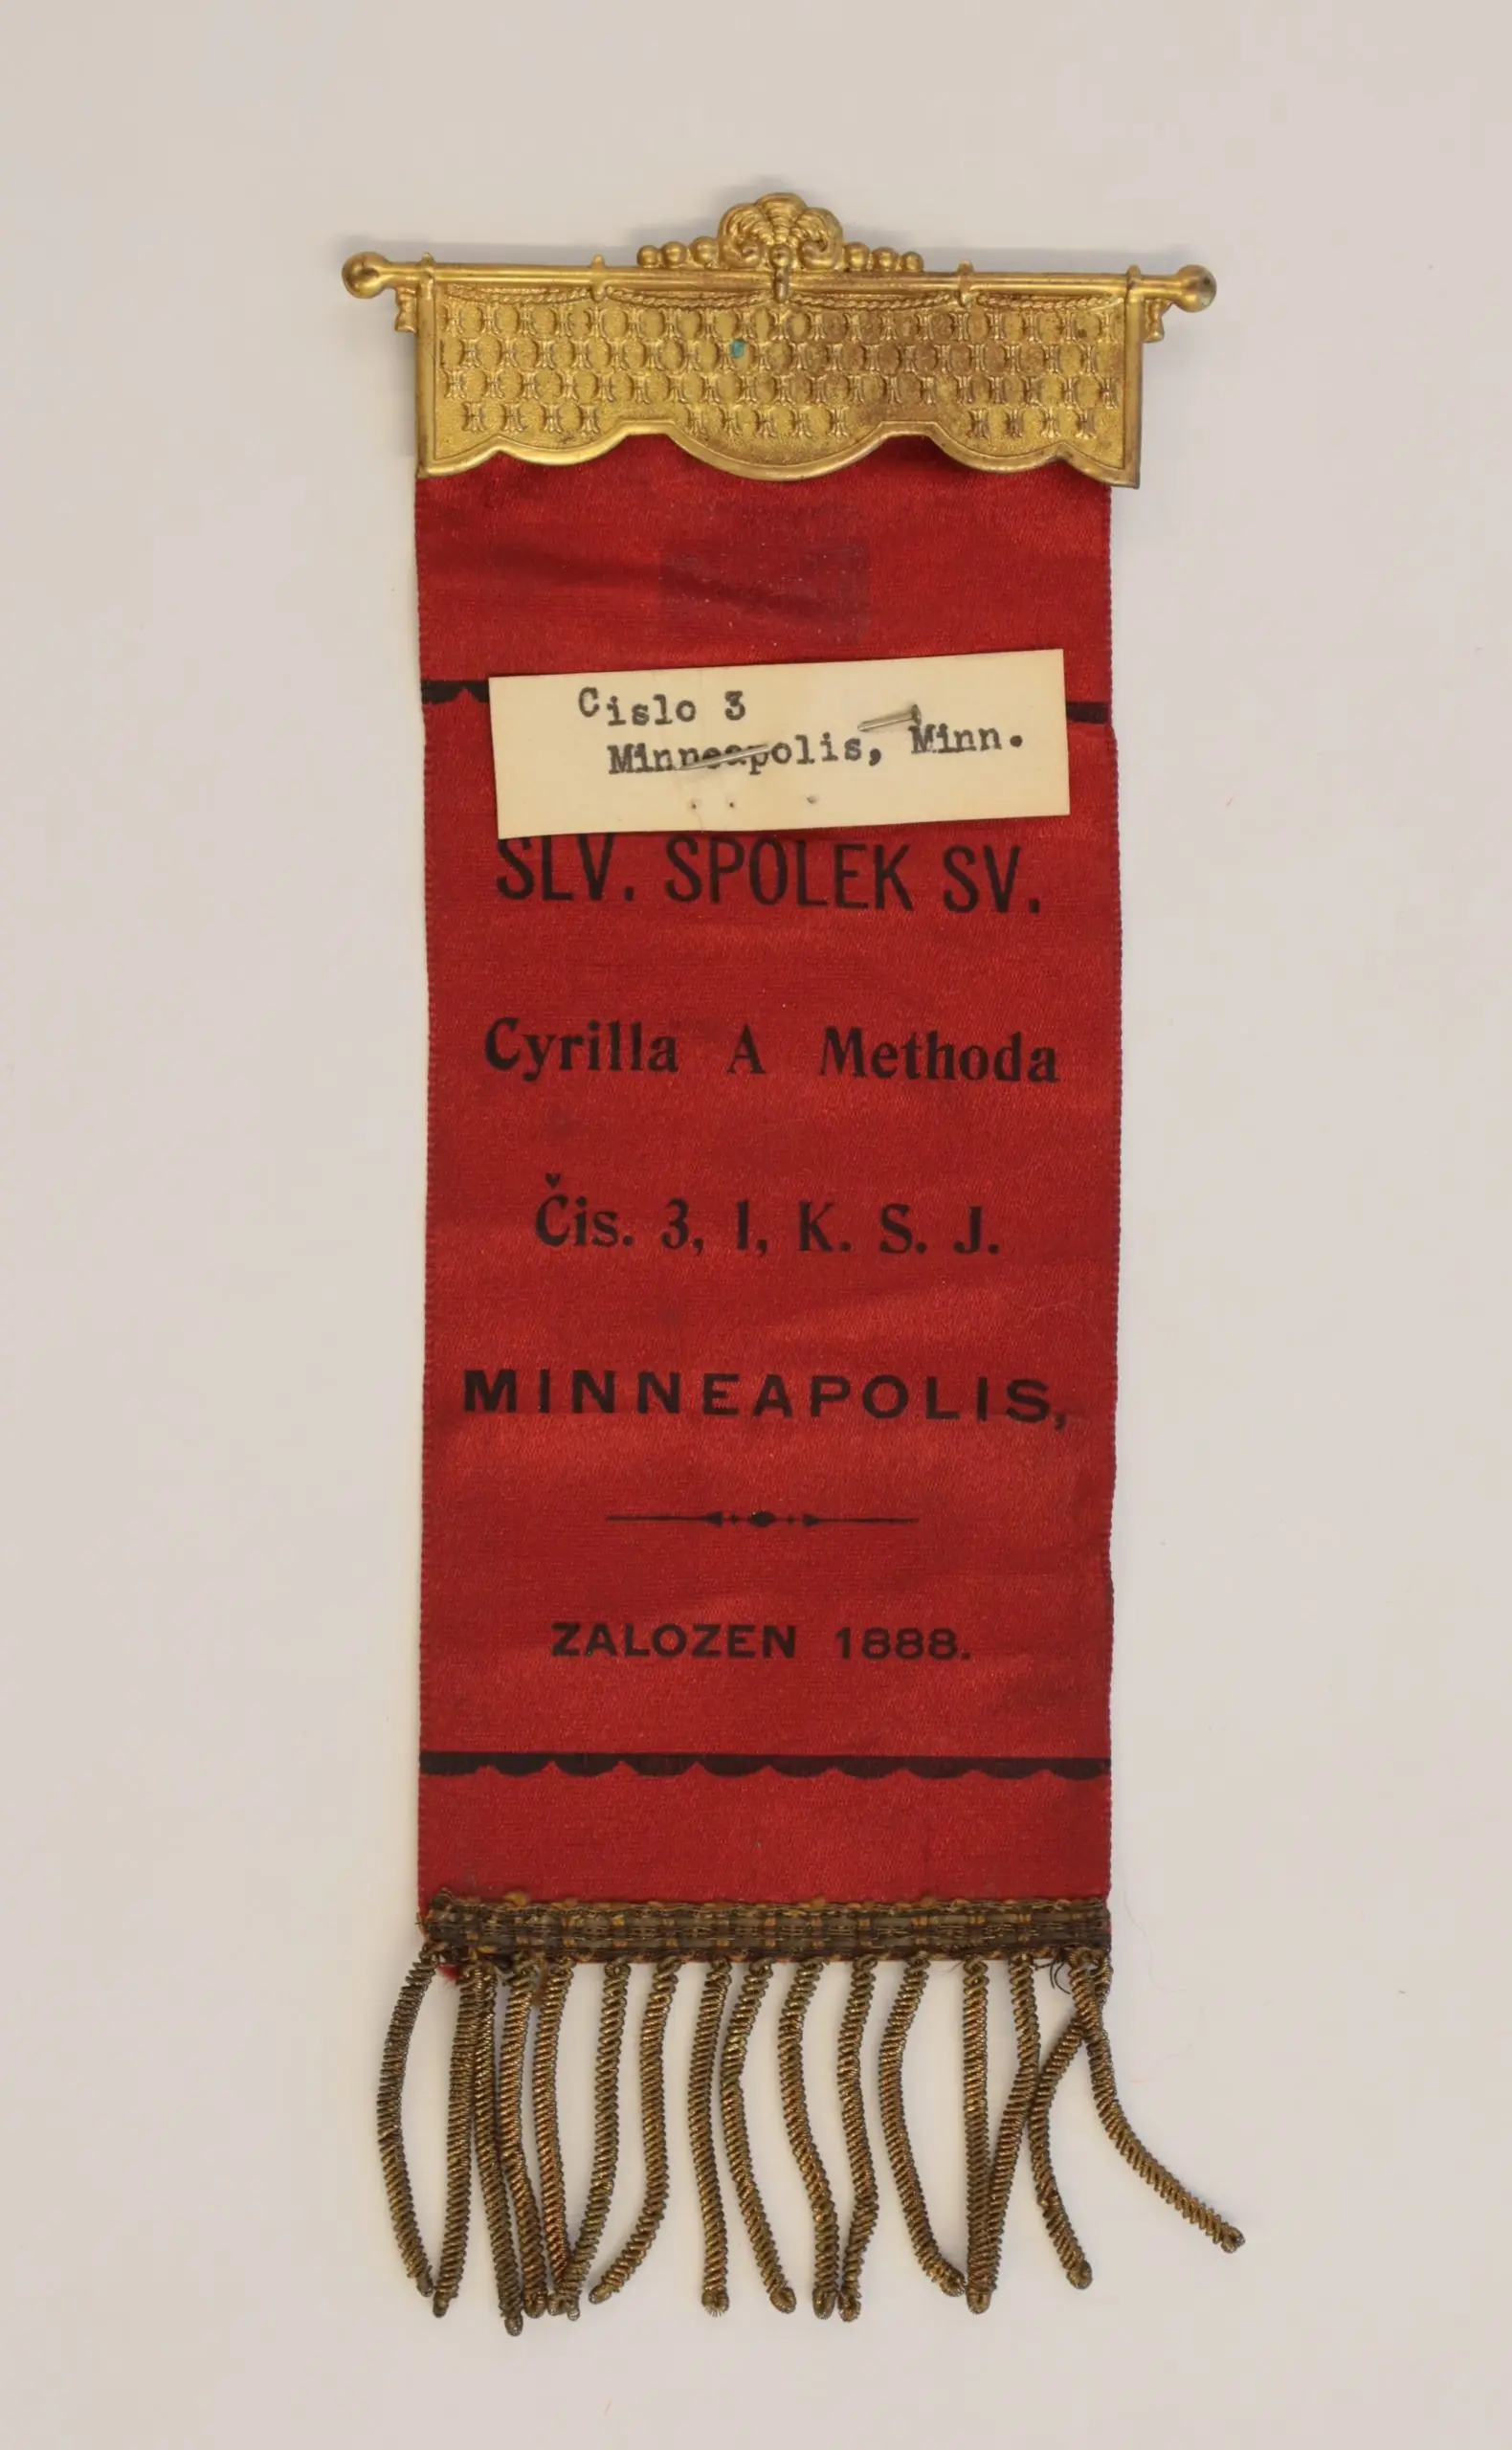 Cislo 3
Minneapolis, Minn.
SLV. SPOLEK SV.
Cyrilla A Methoda
Čis. 3, I, K. S. J.
MINNEAPOLIS,
ZALOZEN 1888.